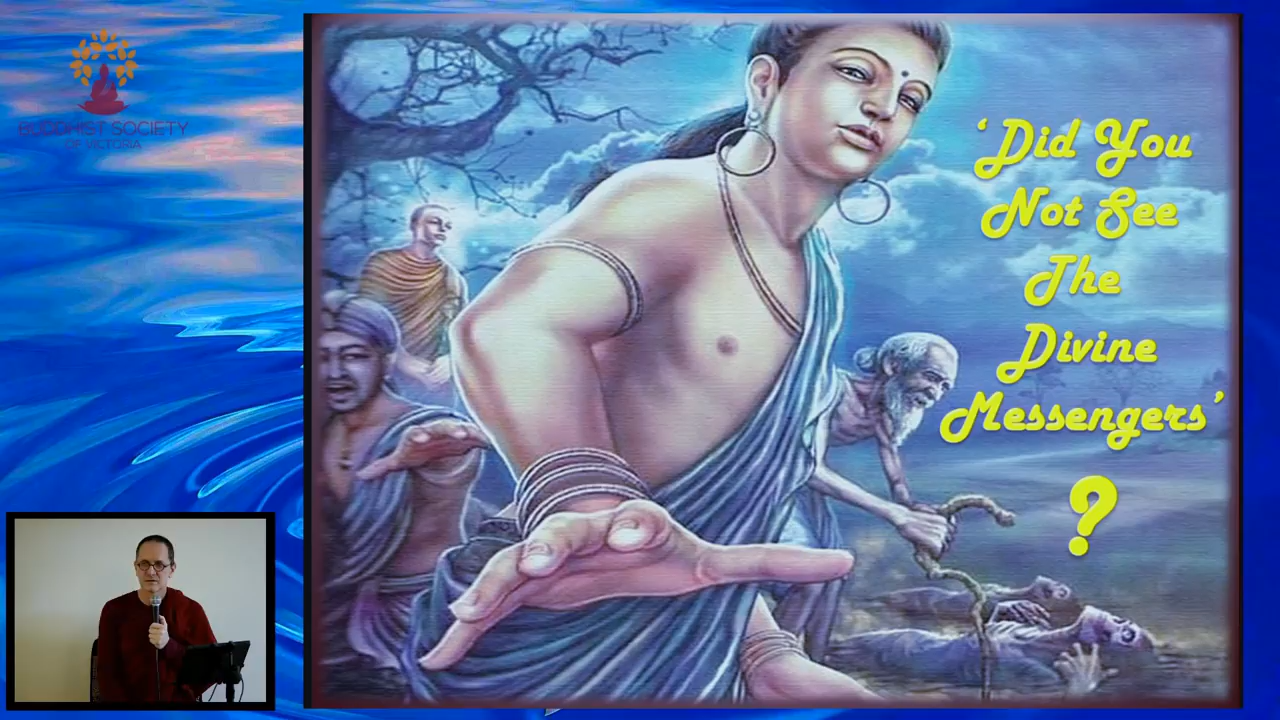 BUDDHIST SOCIETY
OF VICTORIA
‘Did You
Not See
The
Divine
Messengers’
?